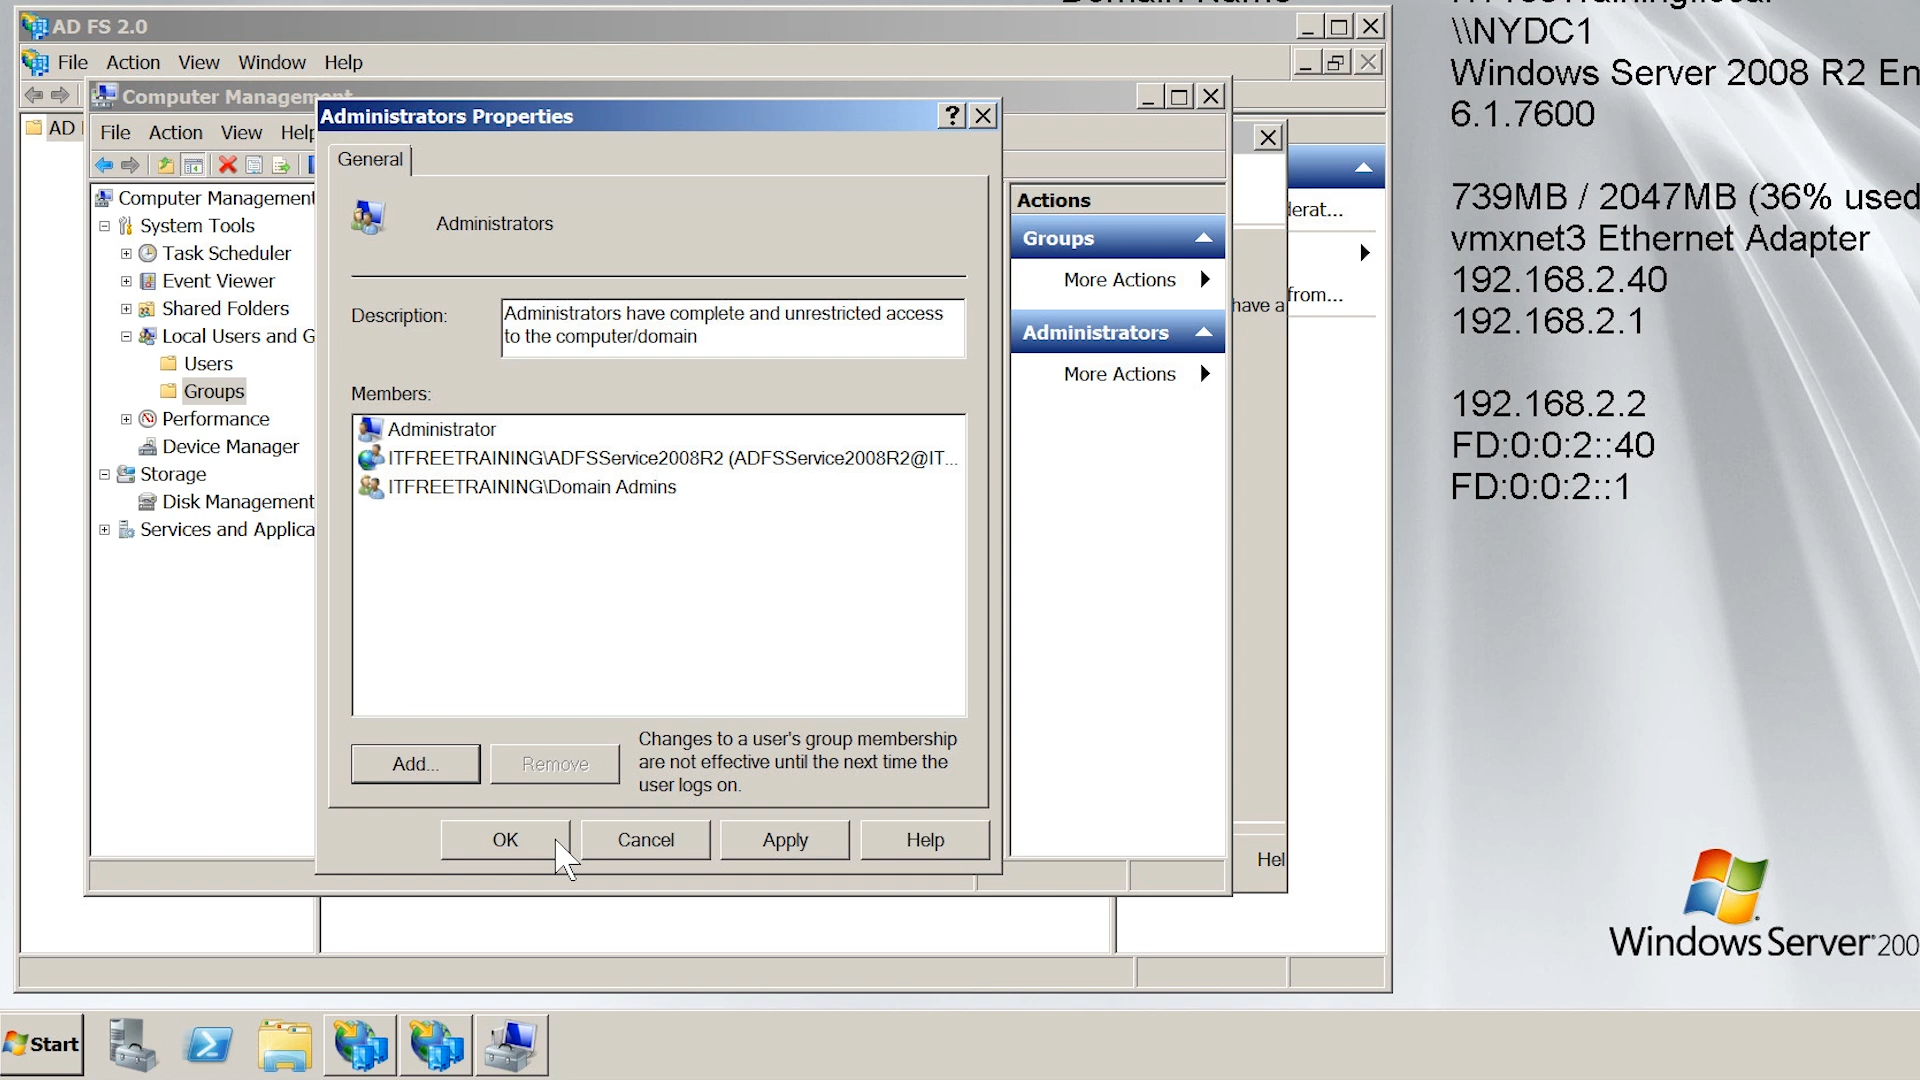 AD FS 2.0
File Action View Window Help
Computer Management
File Action View Help
Administrators Properties
General
Administrators
Description:
Administrators have complete and unrestricted access
to the computer/domain
Members:
Administrator
ITFREETRAINING\ADFSService2008R2 (ADFSService2008R2@IT...
ITFREETRAINING\Domain Admins
Add...
Remove
Changes to a user's group membership
are not effective until the next time the
user logs on.
OK
Cancel
Apply
Help
AD
Computer Management
System Tools
Task Scheduler
Event Viewer
Shared Folders
Local Users and G
Users
Groups
Performance
Device Manager
Storage
Disk Management
Services and Applica
Actions
Groups
More Actions
Administrators
More Actions
have a
Hel
erat...
from...
\\NYDC1
Windows Server 2008 R2 En
6.1.7600
739MB / 2047MB (36% used
vmxnet3 Ethernet Adapter
192.168.2.40
192.168.2.1
192.168.2.2
FD:0:0:2::40
FD:0:0:2::1
Windows Server 200
Start